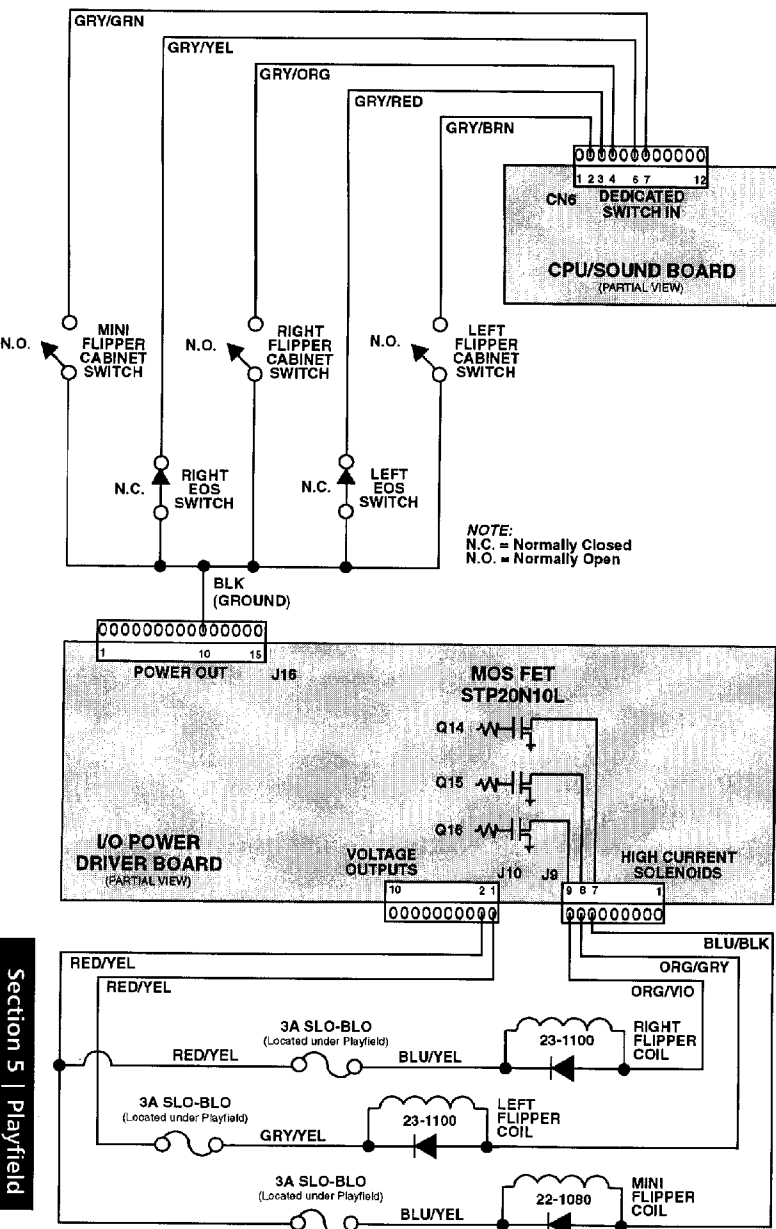 GRY/GRN
GRY/YEL
GRY/ORG
GRY/RED
GRY/BRN
1 2 3 4 6 7 12
CN6
DEDICATED
SWITCH IN
CPU/SOUND BOARD
(PARTIAL VIEW)
N.O.
MINI
FLIPPER
CABINET
SWITCH
N.O.
RIGHT
FLIPPER
CABINET
SWITCH
N.O.
LEFT
FLIPPER
CABINET
SWITCH
N.C.
RIGHT
EOS
SWITCH
N.C.
LEFT
EOS
SWITCH
NOTE:
N.C. = Normally Closed
N.O. = Normally Open
BLK
(GROUND)
1 10 15
POWER OUT
J16
MOS FET
STP20N10L
Q14
Q15
Q16
I/O POWER
DRIVER BOARD
(PARTIAL VIEW)
VOLTAGE
OUTPUTS
J10
J9
HIGH CURRENT
SOLENOIDS
10 2 1
9 8 7 1
BLU/BLK
RED/YEL
ORG/GRY
RED/YEL
ORG/VIO
3A SLO-BLO
(Located under Playfield)
RED/YEL
BLU/YEL
23-1100
RIGHT
FLIPPER
COIL
3A SLO-BLO
(Located under Playfield)
GRY/YEL
23-1100
LEFT
FLIPPER
COIL
3A SLO-BLO
(Located under Playfield)
BLU/YEL
22-1080
MINI
FLIPPER
COIL
Section 5 | Playfield